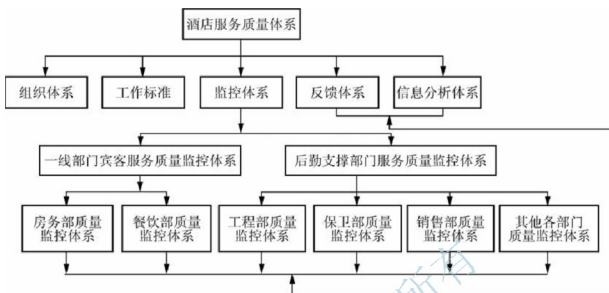 酒店服务质量体系
组织体系
工作标准
监控体系
反馈体系
信息分析体系
一线部门宾客服务质量监控体系
后勤支撑部门服务质量监控体系
房务部质量
监控体系
餐饮部质量
监控体系
工程部质量
监控体系
保卫部质量
监控体系
销售部质量
监控体系
其他各部门
质量监控体系
所有